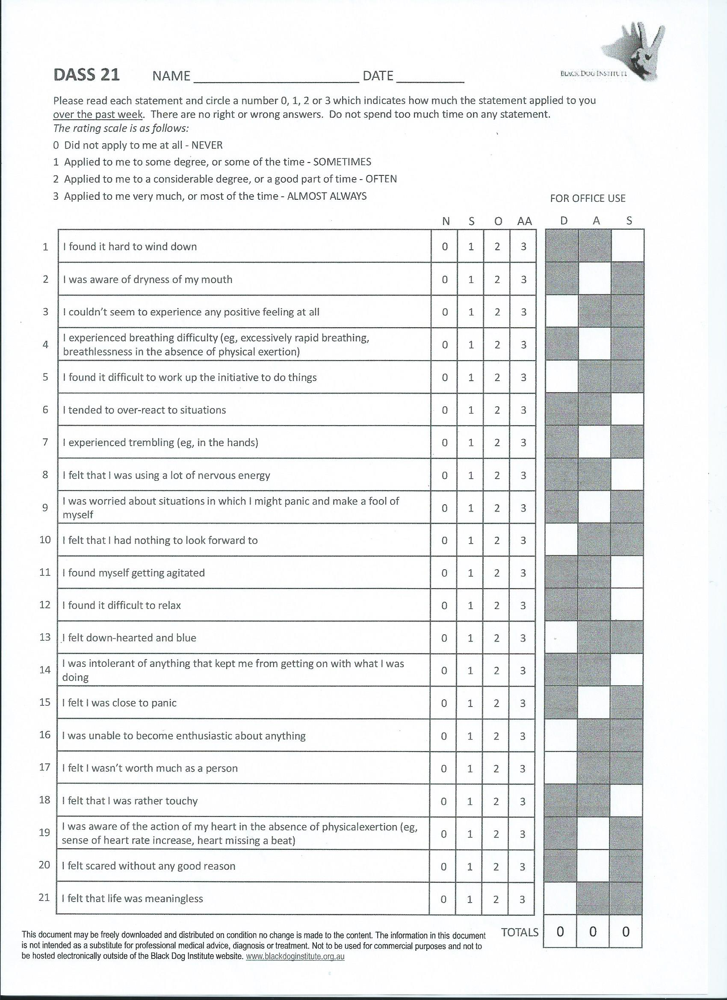 DASS 21 NAME ____________________ DATE ________
BLACK DOG INSTITUTE
Please read each statement and circle a number 0, 1, 2 or 3 which indicates how much the statement applied to you
over the past week. There are no right or wrong answers. Do not spend too much time on any statement.
The rating scale is as follows:
0 Did not apply to me at all - NEVER
1 Applied to me to some degree, or some of the time - SOMETIMES
2 Applied to me to a considerable degree, or a good part of time - OFTEN
3 Applied to me very much, or most of the time - ALMOST ALWAYS
FOR OFFICE USE
N S O AA D A S
1 I found it hard to wind down 0 1 2 3
2 I was aware of dryness of my mouth 0 1 2 3
3 I couldn't seem to experience any positive feeling at all 0 1 2 3
4 I experienced breathing difficulty (eg, excessively rapid breathing,
breathlessness in the absence of physical exertion) 0 1 2 3
5 I found it difficult to work up the initiative to do things 0 1 2 3
6 I tended to over-react to situations 0 1 2 3
7 I experienced trembling (eg, in the hands) 0 1 2 3
8 I felt that I was using a lot of nervous energy 0 1 2 3
9 I was worried about situations in which I might panic and make a fool of
myself 0 1 2 3
10 I felt that I had nothing to look forward to 0 1 2 3
11 I found myself getting agitated 0 1 2 3
12 I found it difficult to relax 0 1 2 3
13 I felt down-hearted and blue 0 1 2 3
14 I was intolerant of anything that kept me from getting on with what I was
doing 0 1 2 3
15 I felt I was close to panic 0 1 2 3
16 I was unable to become enthusiastic about anything 0 1 2 3
17 I felt I wasn't worth much as a person 0 1 2 3
18 I felt that I was rather touchy 0 1 2 3
19 I was aware of the action of my heart in the absence of physicalexertion (eg,
sense of heart rate increase, heart missing a beat) 0 1 2 3
20 I felt scared without any good reason 0 1 2 3
21 I felt that life was meaningless 0 1 2 3
TOTALS 0 0 0
This document may be freely downloaded and distributed on condition no change is made to the content. The information in this document
is not intended as a substitute for professional medical advice, diagnosis or treatment. Not to be used for commercial purposes and not to
be hosted electronically outside of the Black Dog Institute website. www.blackdoginstitute.org.au